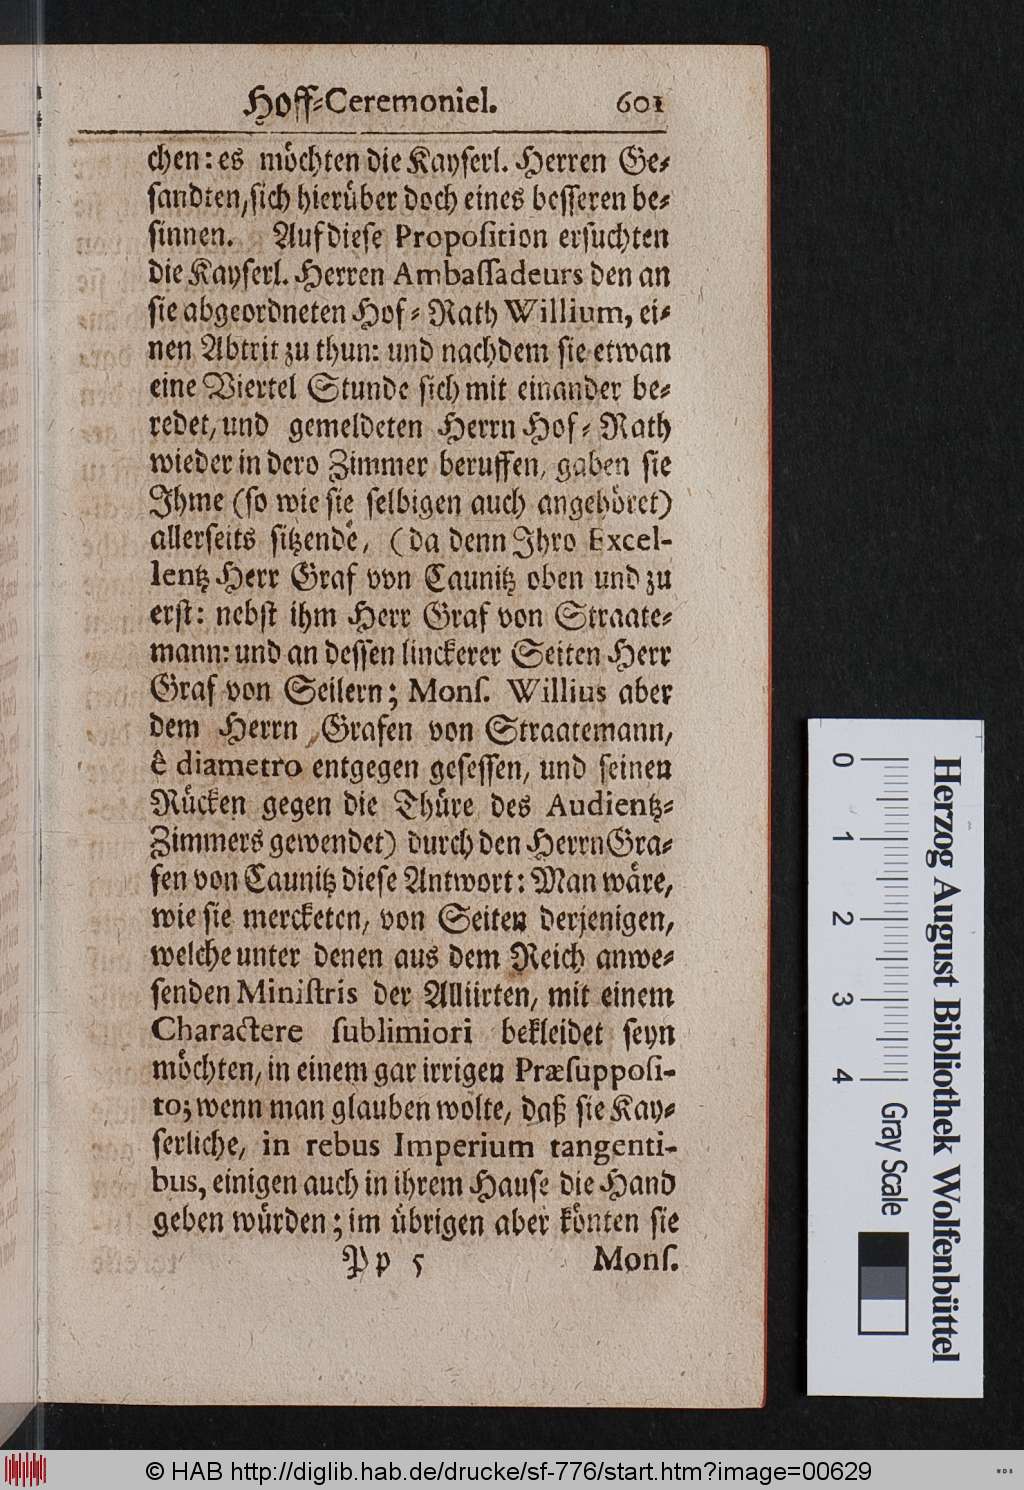 Hoff-Ceremoniel. 601
chen: es möchten die Kayserl. Herren Ge-
sandten, sich hierüber doch eines besseren be-
sinnen. Auf diese Proposition ersuchten
die Kayserl. Herren Ambassadeurs den an
sie abgeordneten Hof-Rath Willium, ei-
nen Abtrit zu thun: und nachdem sie etwan
eine Viertel Stunde sich mit einander be-
redet, und gemeldeten Herrn Hof-Rath
wieder in dero Zimmer beruffen, gaben sie
Ihme (so wie sie selbigen auch angehöret)
allerseits sitzendē, (da denn Ihro Excel-
lentz Herr Graf von Caunitz oben und zu
erst: nebst ihm Herr Graf von Straate-
mann: und an dessen linckerer Seiten Herr
Graf von Seilern; Mons. Willius aber
dem Herrn Grafen von Straatemann,
ê diametro entgegen gesessen, und seinen
Rücken gegen die Thüre des Audientz-
Zimmers gewendet) durch den Herrn Gra-
fen von Caunitz diese Antwort: Man wäre,
wie sie mercketen, von Seiten derjenigen,
welche unter denen aus dem Reich anwe-
senden Ministris der Alliirten, mit einem
Charactere sublimiori bekleidet seyn
möchten, in einem gar irrigen Præsupposi-
to; wenn man glauben wolte, daß sie Kay-
serliche, in rebus Imperium tangenti-
bus, einigen auch in ihrem Hause die Hand
geben würden; im übrigen aber könten sie
Pp 5 Mons.
0 1 2 3 4 Gray Scale
Herzog August Bibliothek Wolfenbüttel
© HAB http://diglib.hab.de/drucke/sf-776/start.htm?image=00629